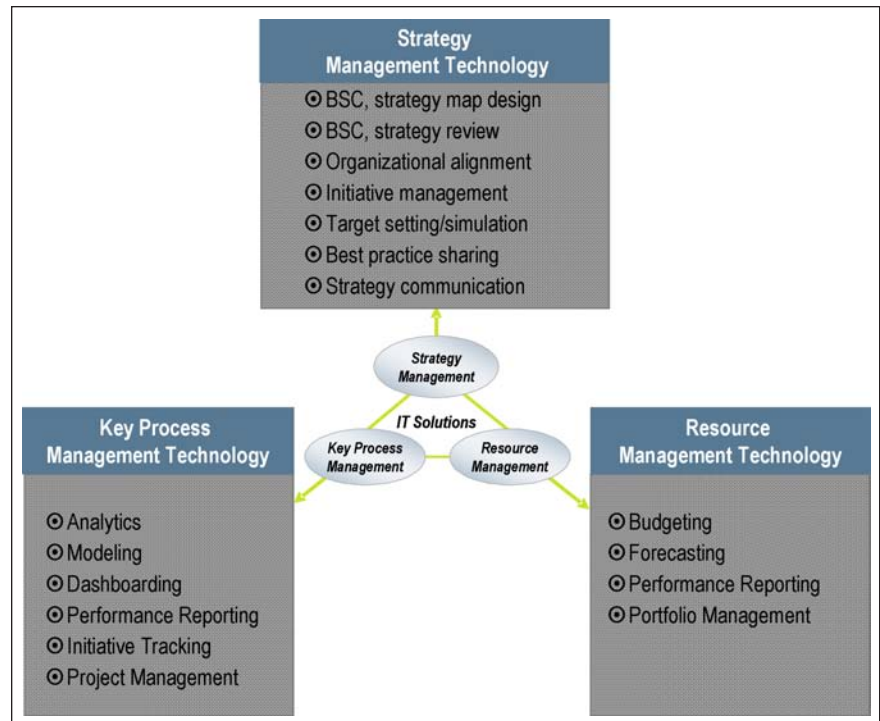 Strategy
Management Technology
BSC, strategy map design
BSC, strategy review
Organizational alignment
Initiative management
Target setting/simulation
Best practice sharing
Strategy communication
Strategy
Management
IT Solutions
Key Process
Management
Resource
Management
Key Process
Management Technology
Analytics
Modeling
Dashboarding
Performance Reporting
Initiative Tracking
Project Management
Resource
Management Technology
Budgeting
Forecasting
Performance Reporting
Portfolio Management